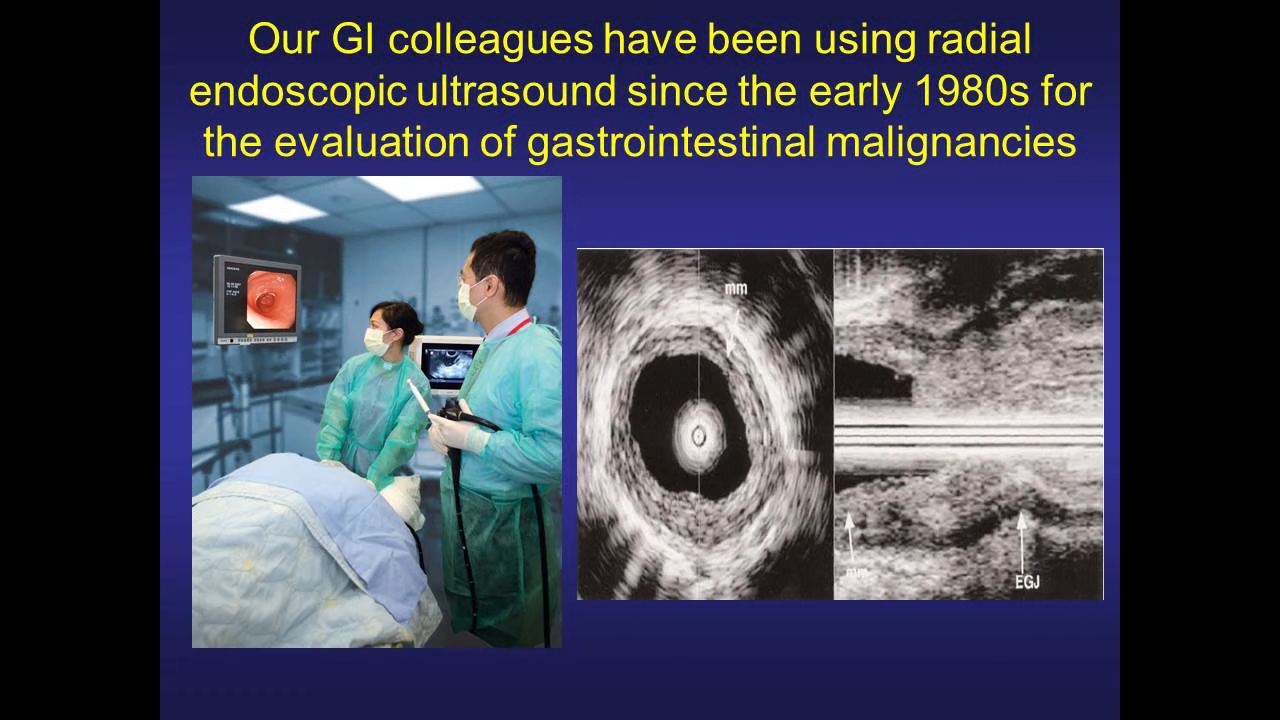 Our GI colleagues have been using radial
endoscopic ultrasound since the early 1980s for
the evaluation of gastrointestinal malignancies
mm
EGJ